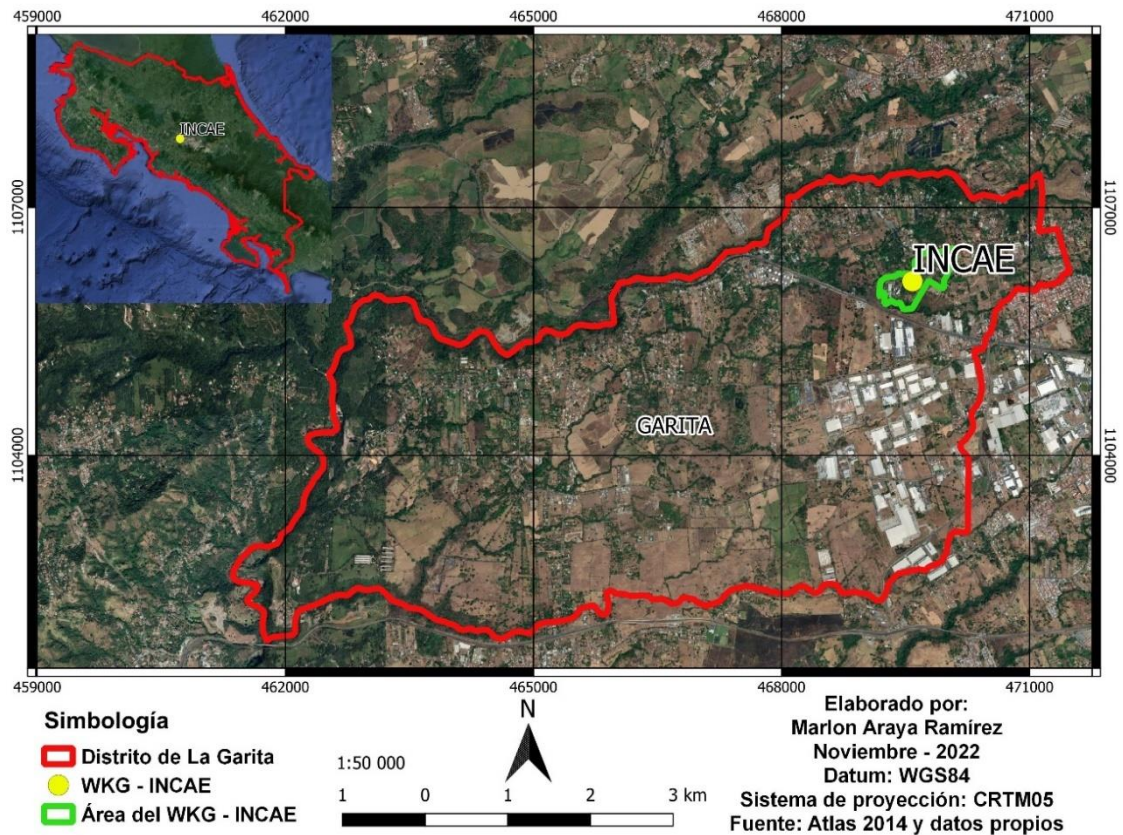 459000 462000 465000 468000 471000
INCAE
1107000 1107000
INCAE
GARITA
1104000 1104000
459000 462000 465000 468000 471000
Simbología
Distrito de La Garita
WKG - INCAE
Área del WKG - INCAE
N
1:50 000
1 0 1 2 3 km
Elaborado por:
Marlon Araya Ramírez
Noviembre - 2022
Datum: WGS84
Sistema de proyección: CRTM05
Fuente: Atlas 2014 y datos propios